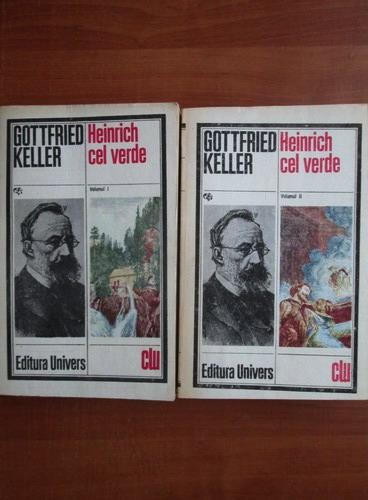 GOTTFRIED
KELLER
Heinrich
cel verde
Volumul I
Editura Univers
clu
GOTTFRIED
KELLER
Heinrich
cel verde
Volumul II
Editura Univers
clu